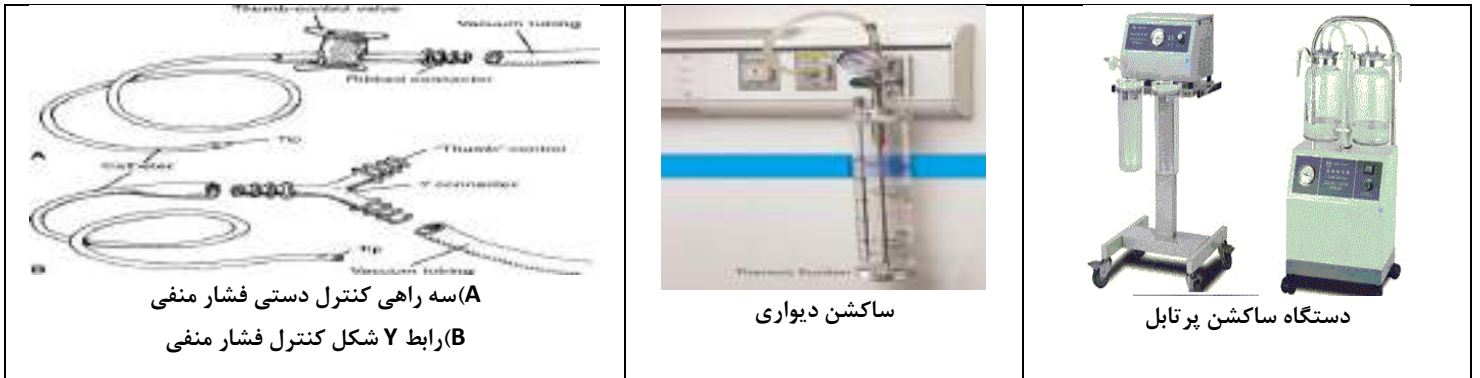 Thumb-control valve
Vacuum tubing
Ribbed connector
Tip
A
Catheter
"Thumb" control
Y connector
Tip
B
Vacuum tubing
A)سه راهی کنترل دستی فشار منفی
B)رابط Y شکل کنترل فشار منفی
ساکشن دیواری
دستگاه ساکشن پرتابل